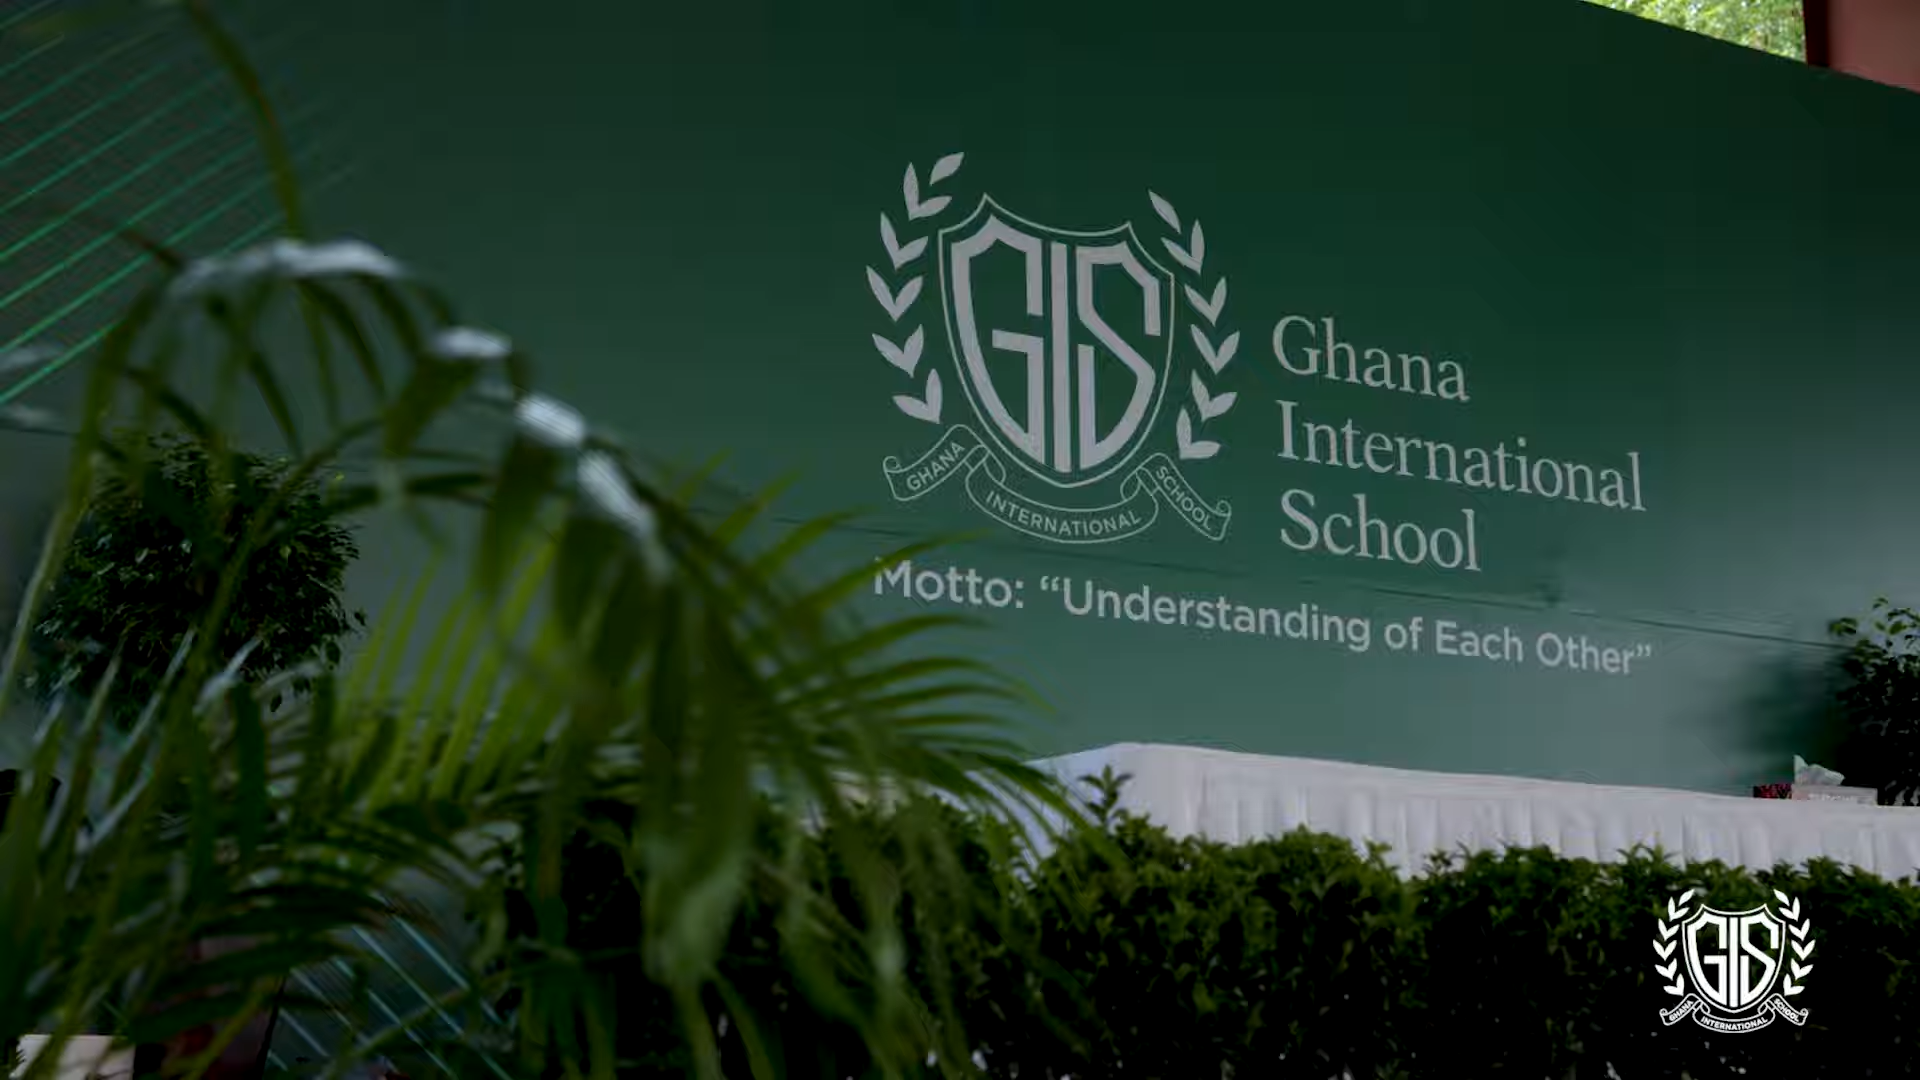 GIS
GHANA
INTERNATIONAL
SCHOOL
Ghana
International
School
Motto: “Understanding of Each Other”
GIS
GHANA
INTERNATIONAL
SCHOOL